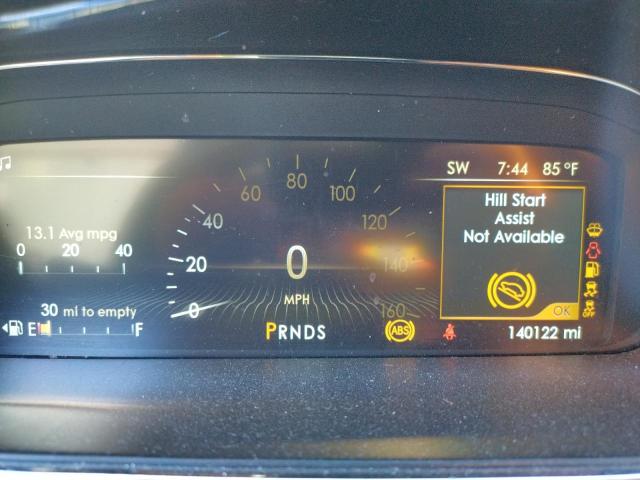 SW 7:44 85 °F
60 80 100
40 120
20 140
0 160
0
MPH
13.1 Avg mpg
0 20 40
30 mi to empty
E F
PRNDS
ABS
Hill Start
Assist
Not Available
OK
140122 mi